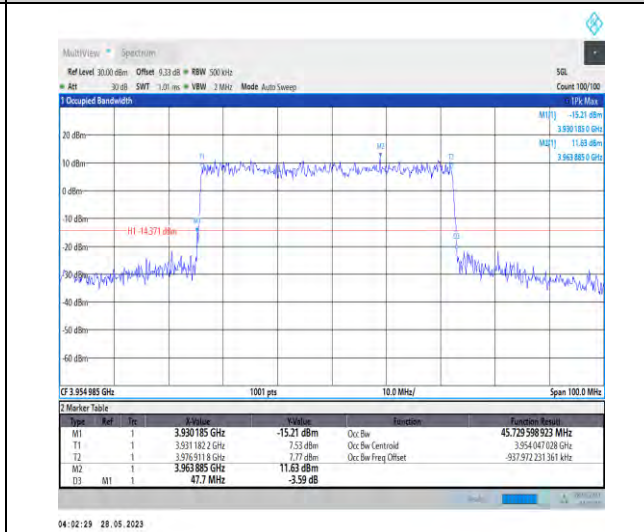 MultiView Spectrum
Ref Level 30.00 dBm Offset 9.33 dB RBW 500 kHz SGL
Att 30 dB SWT 1.01 ms VBW 2 MHz Mode Auto Sweep Count 100/100
1 Occupied Bandwidth 1Pk Max
M1[1] -15.21 dBm
3.930 185 0 GHz
M2[1] 11.63 dBm
3.963 885 0 GHz
20 dBm
10 dBm
0 dBm
-10 dBm
-30 dBm
-40 dBm
-50 dBm
-60 dBm
T1
M2
T2
M1
H1 -14.371 dBm
D3
CF 3.954 985 GHz 1001 pts 10.0 MHz/ Span 100.0 MHz
2 Marker Table
Type Ref Trc X-Value Y-Value Function Function Result
M1 1 3.930 185 GHz -15.21 dBm Occ Bw 45.729 598 923 MHz
T1 1 3.931 182 2 GHz 7.53 dBm Occ Bw Centroid 3.954 047 028 GHz
T2 1 3.976 911 8 GHz 7.77 dBm Occ Bw Freq Offset -937.972 231 361 kHz
M2 1 3.963 885 GHz 11.63 dBm
D3 M1 1 47.7 MHz -3.59 dB
04:02:29 28.05.2023